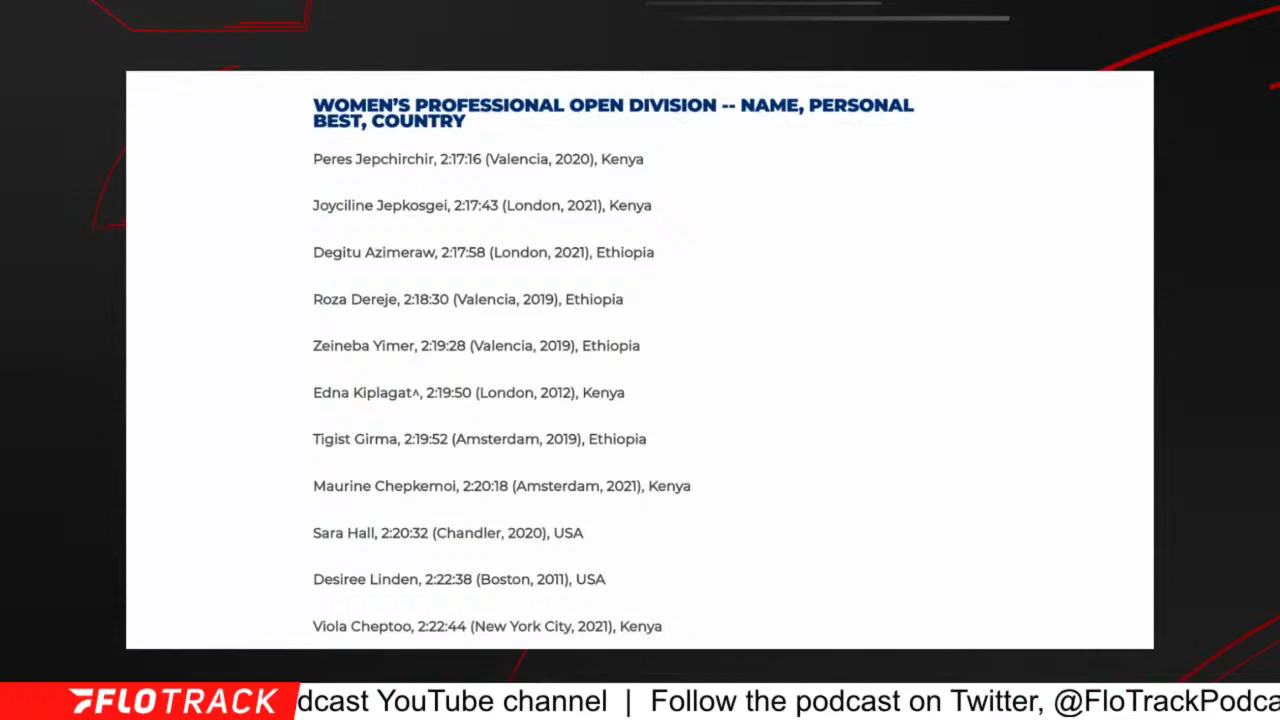 WOMEN'S PROFESSIONAL OPEN DIVISION -- NAME, PERSONAL
BEST, COUNTRY
Peres Jepchirchir, 2:17:16 (Valencia, 2020), Kenya
Joyciline Jepkosgei, 2:17:43 (London, 2021), Kenya
Degitu Azimeraw, 2:17:58 (London, 2021), Ethiopia
Roza Dereje, 2:18:30 (Valencia, 2019), Ethiopia
Zeineba Yimer, 2:19:28 (Valencia, 2019), Ethiopia
Edna Kiplagat^, 2:19:50 (London, 2012), Kenya
Tigist Girma, 2:19:52 (Amsterdam, 2019), Ethiopia
Maurine Chepkemoi, 2:20:18 (Amsterdam, 2021), Kenya
Sara Hall, 2:20:32 (Chandler, 2020), USA
Desiree Linden, 2:22:38 (Boston, 2011), USA
Viola Cheptoo, 2:22:44 (New York City, 2021), Kenya
FLOTRACK dcast YouTube channel | Follow the podcast on Twitter, @FloTrackPodca